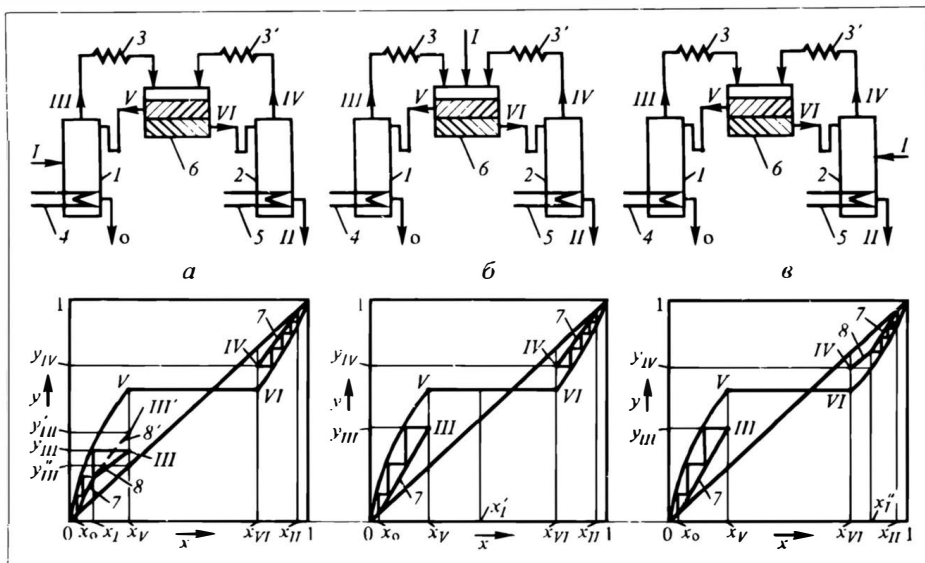 3 3' 3 I 3' 3 3'
III V IV III V IV III V IV
VI VI VI
I 6 6 6 I
1 2 1 2 1 2
4 o 5 II 4 o 5 II 4 o 5 II
а б в
1 7 1 7 1 8 7
y_IV IV y_IV IV y_IV IV
y V VI y V VI y V VI
y'_III III' 8'
y_III III y_III III y_III III
y''_III 8 7 7 7
0 x_o x_I x_V x_VI x_II 1 0 x_o x_V x'_I x_VI x_II 1 0 x_o x_V x_VI x''_I x_II 1
x x x